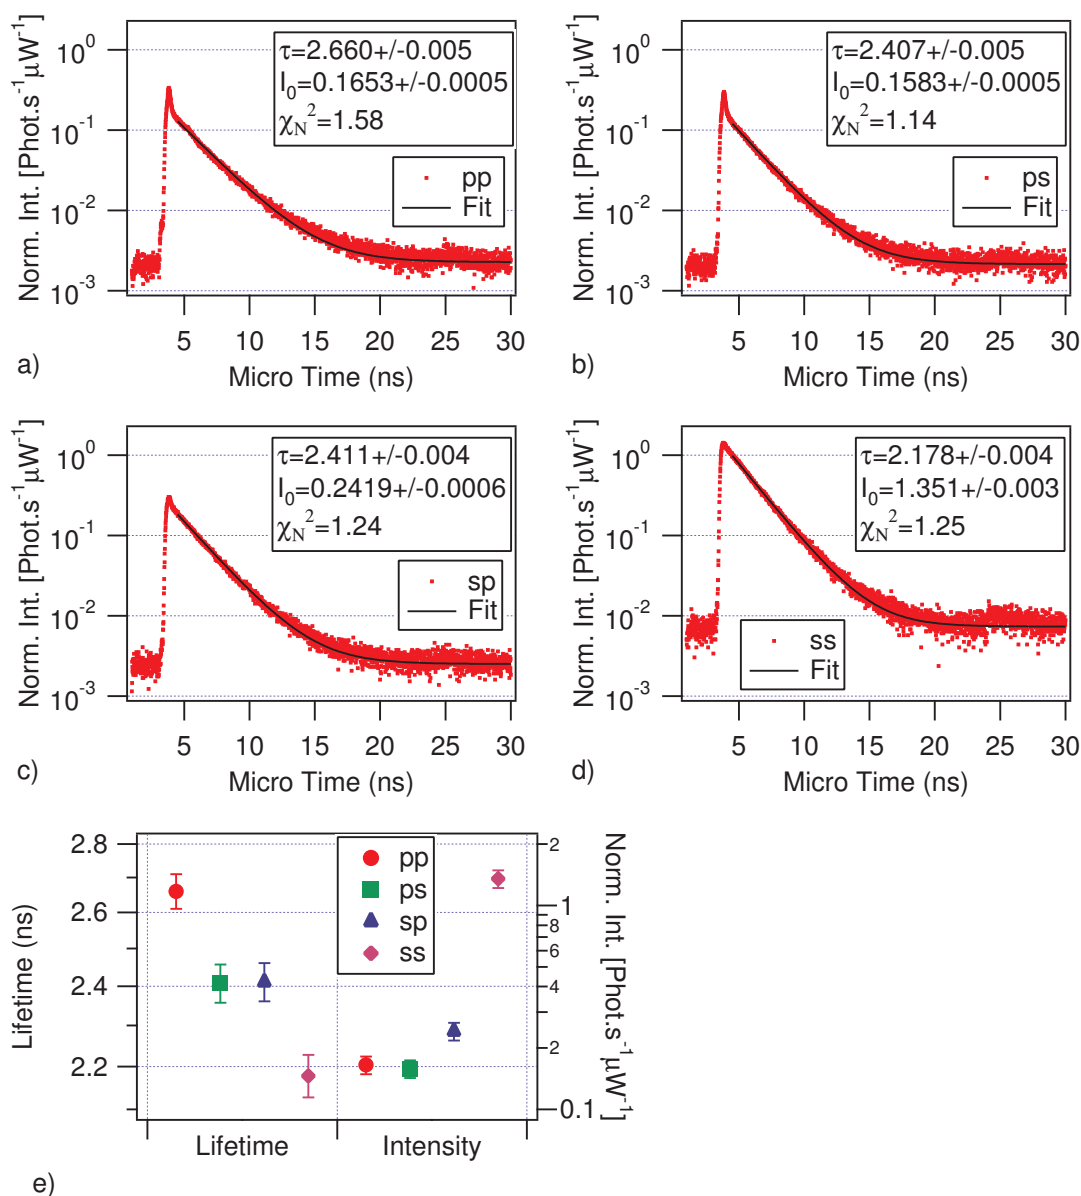 Norm. Int. [Phot.s⁻¹µW⁻¹]
10⁰
10⁻¹
10⁻²
10⁻³
τ=2.660+/-0.005
I₀=0.1653+/-0.0005
χN²=1.58
pp
Fit
5 10 15 20 25 30
Micro Time (ns)
a)
Norm. Int. [Phot.s⁻¹µW⁻¹]
10⁰
10⁻¹
10⁻²
10⁻³
τ=2.407+/-0.005
I₀=0.1583+/-0.0005
χN²=1.14
ps
Fit
5 10 15 20 25 30
Micro Time (ns)
b)
Norm. Int. [Phot.s⁻¹µW⁻¹]
10⁰
10⁻¹
10⁻²
10⁻³
τ=2.411+/-0.004
I₀=0.2419+/-0.0006
χN²=1.24
sp
Fit
5 10 15 20 25 30
Micro Time (ns)
c)
Norm. Int. [Phot.s⁻¹µW⁻¹]
10⁰
10⁻¹
10⁻²
10⁻³
τ=2.178+/-0.004
I₀=1.351+/-0.003
χN²=1.25
ss
Fit
5 10 15 20 25 30
Micro Time (ns)
d)
Lifetime (ns)
2.8
2.6
2.4
2.2
pp
ps
sp
ss
2
1
8
6
4
2
0.1
Norm. Int. [Phot.s⁻¹µW⁻¹]
Lifetime Intensity
e)